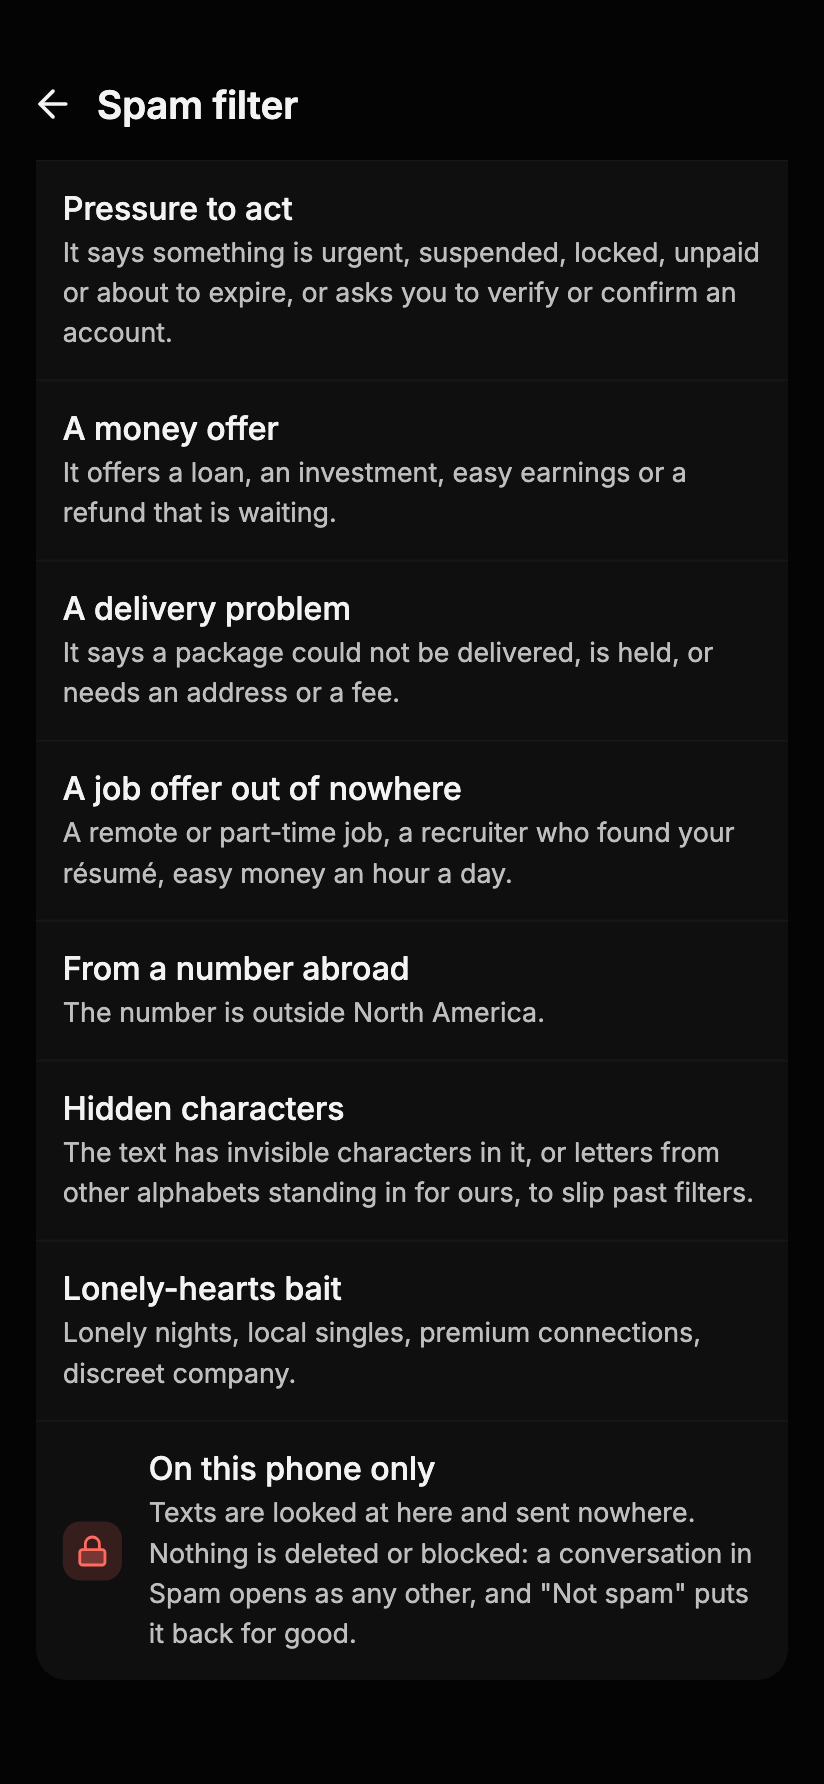 Spam filter
Pressure to act
It says something is urgent, suspended, locked, unpaid
or about to expire, or asks you to verify or confirm an
account.
A money offer
It offers a loan, an investment, easy earnings or a
refund that is waiting.
A delivery problem
It says a package could not be delivered, is held, or
needs an address or a fee.
A job offer out of nowhere
A remote or part-time job, a recruiter who found your
résumé, easy money an hour a day.
From a number abroad
The number is outside North America.
Hidden characters
The text has invisible characters in it, or letters from
other alphabets standing in for ours, to slip past filters.
Lonely-hearts bait
Lonely nights, local singles, premium connections,
discreet company.
On this phone only
Texts are looked at here and sent nowhere.
Nothing is deleted or blocked: a conversation in
Spam opens as any other, and "Not spam" puts
it back for good.